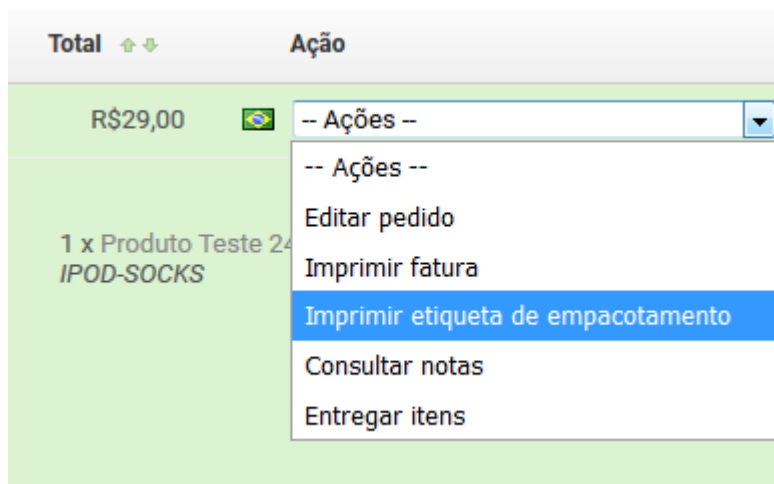 Total Ação
R$29,00 -- Ações --
-- Ações --
Editar pedido
1 x Produto Teste 24
IPOD-SOCKS
Imprimir fatura
Imprimir etiqueta de empacotamento
Consultar notas
Entregar itens